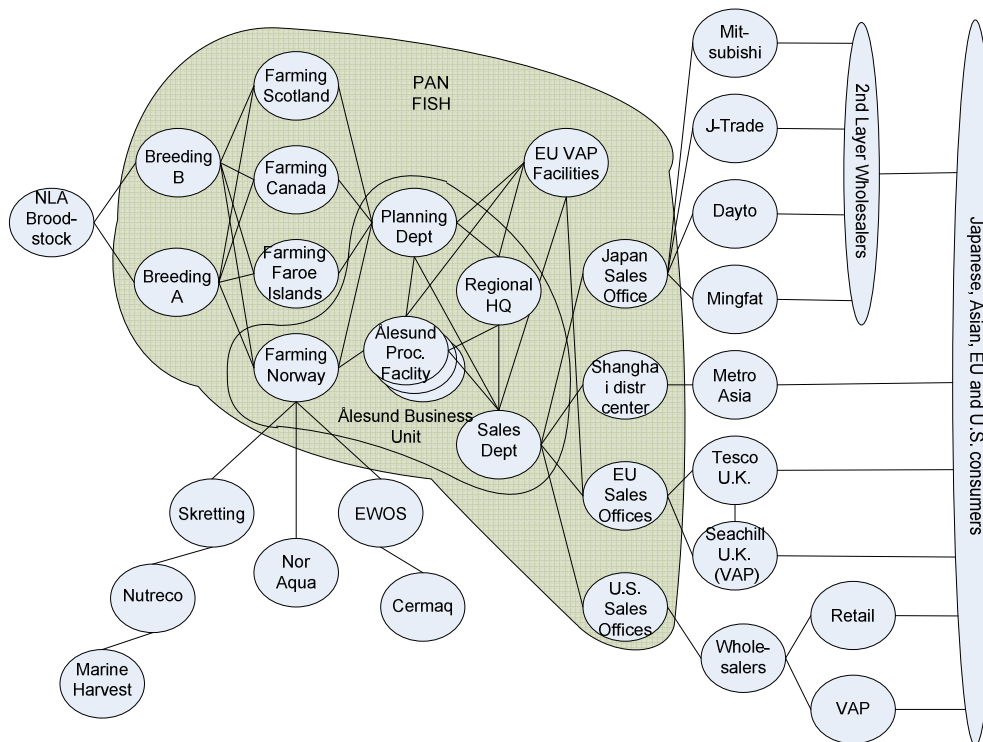 Mit-
subishi
Farming
Scotland
PAN
FISH
J-Trade
2nd Layer Wholesalers
Breeding
B
EU VAP
Facilities
Farming
Canada
NLA
Brood-
stock
Planning
Dept
Dayto
Breeding
A
Farming
Faroe
Islands
Japan
Sales
Office
Regional
HQ
Mingfat
Japanese, Asian, EU and U.S. consumers
Farming
Norway
Ålesund
Proc.
Faclity
Shangha
i distr
center
Metro
Asia
Ålesund Business
Unit
Sales
Dept
Tesco
U.K.
EU
Sales
Offices
Skretting
EWOS
Seachill
U.K.
(VAP)
Nor
Aqua
Nutreco
Cermaq
U.S.
Sales
Offices
Retail
Whole-
salers
Marine
Harvest
VAP